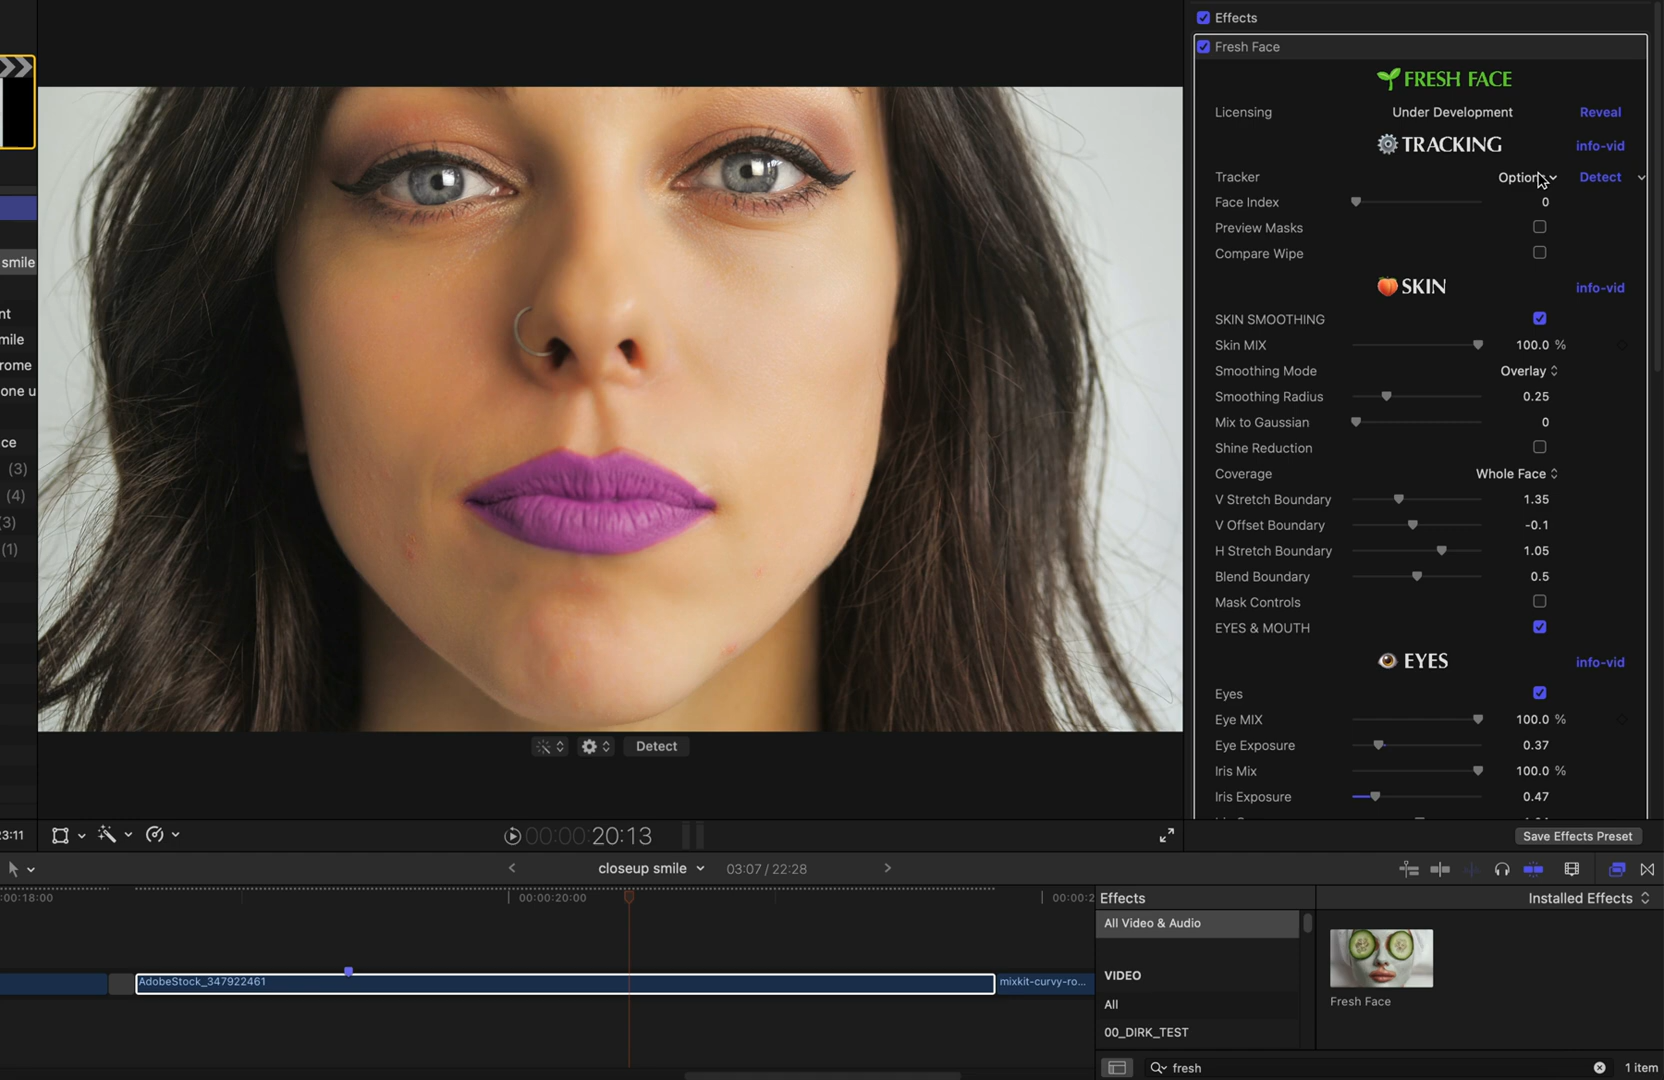 Effects
Fresh Face
FRESH FACE
Licensing Under Development Reveal
TRACKING info-vid
Tracker Detect
Face Index 0
Preview Masks
Compare Wipe
SKIN info-vid
SKIN SMOOTHING
Skin MIX 100.0 %
Smoothing Mode Overlay
Smoothing Radius 0.25
Mix to Gaussian 0
Shine Reduction
Coverage Whole Face
V Stretch Boundary 1.35
V Offset Boundary -0.1
H Stretch Boundary 1.05
Blend Boundary 0.5
Mask Controls
EYES & MOUTH
EYES info-vid
Eyes
Eye MIX 100.0 %
Eye Exposure 0.37
Iris Mix 100.0 %
Iris Exposure 0.47
Save Effects Preset
smile
nt
mile
rome
one u
ce
(3)
(4)
(3)
(1)
Detect
3:11
00:00:20:13
closeup smile 03:07 / 22:28
:00:18:00
00:00:20:00
00:00:2
AdobeStock_347922461
mixkit-curvy-ro...
Effects
Installed Effects
All Video & Audio
VIDEO
All
00_DIRK_TEST
Fresh Face
fresh
1 item